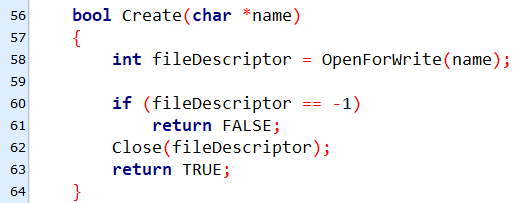 56 bool Create(char *name)
57 {
58 int fileDescriptor = OpenForWrite(name);
59
60 if (fileDescriptor == -1)
61 return FALSE;
62 Close(fileDescriptor);
63 return TRUE;
64 }